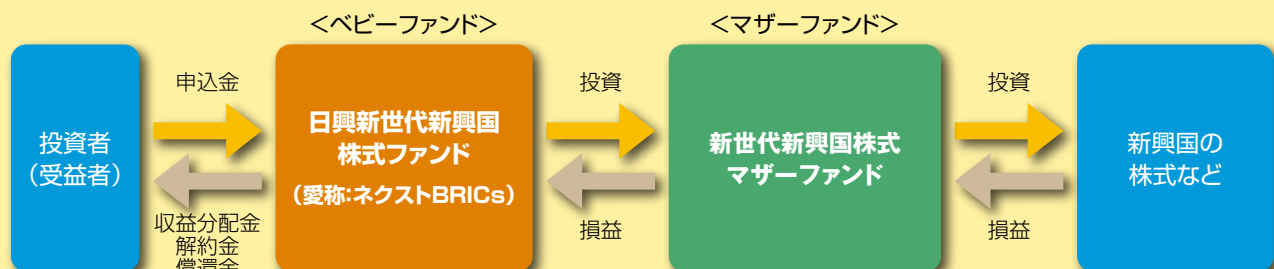 <ベビーファンド>
<マザーファンド>
投資者
(受益者)
申込金
収益分配金
解約金
償還金
日興新世代新興国
株式ファンド
(愛称:ネクストBRICs)
投資
損益
新世代新興国株式
マザーファンド
投資
損益
新興国の
株式など